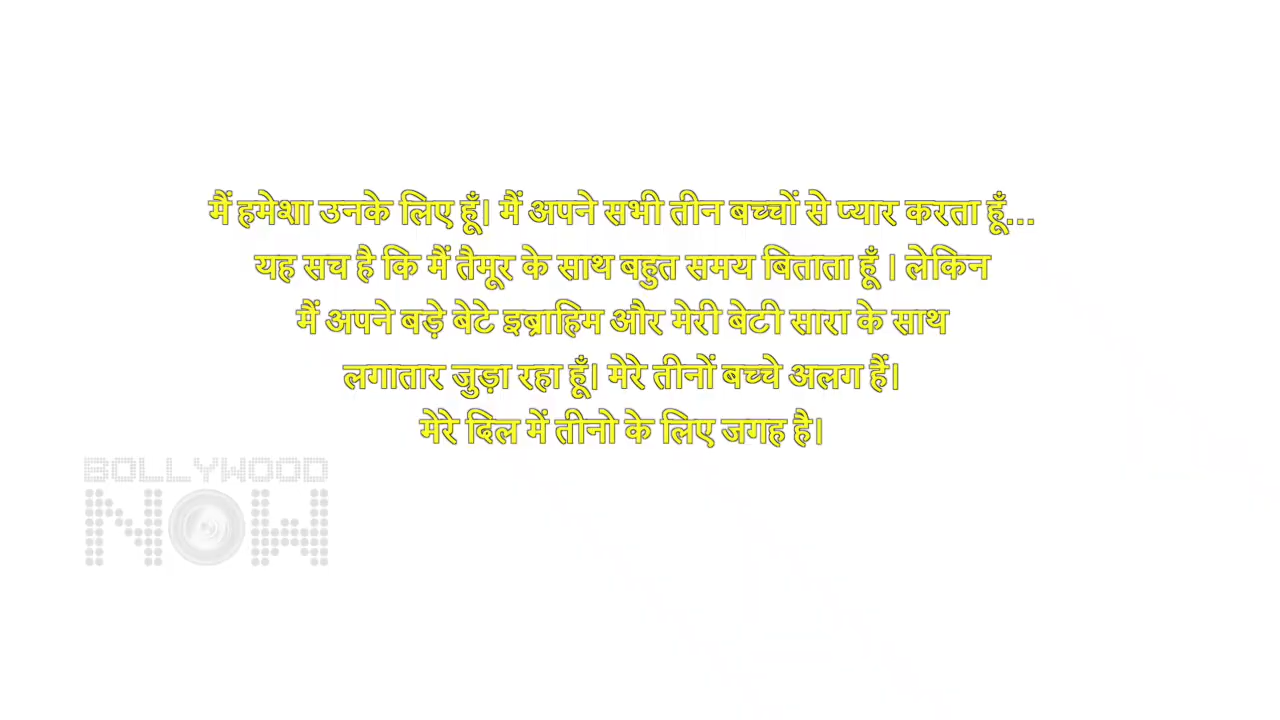 मैं हमेशा उनके लिए हूँ। मैं अपने सभी तीन बच्चों से प्यार करता हूँ...
यह सच है कि मैं तैमूर के साथ बहुत समय बिताता हूँ । लेकिन
मैं अपने बड़े बेटे इब्राहिम और मेरी बेटी सारा के साथ
लगातार जुड़ा रहा हूँ। मेरे तीनों बच्चे अलग हैं।
मेरे दिल में तीनो के लिए जगह है।
BOLLYWOOD
NOW